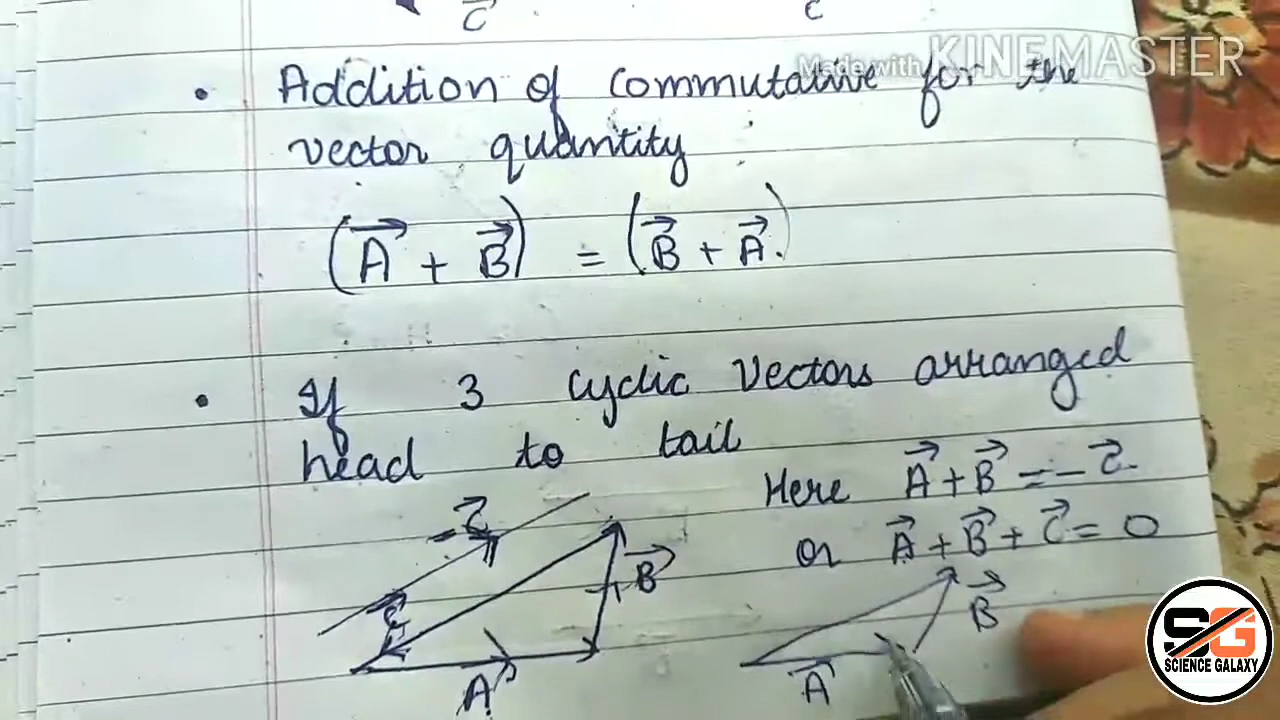 C⃗ C
Made with KINEMASTER
• Addition of commutative for the
vector quantity
(A⃗ + B⃗) = (B⃗ + A⃗.)
• If 3 cyclic vectors arranged
head to tail
Here A⃗ + B⃗ = - C⃗.
or A⃗ + B⃗ + C⃗ = 0
- C⃗
B⃗
C⃗
A⃗
B⃗
A⃗
SG
SCIENCE GALAXY